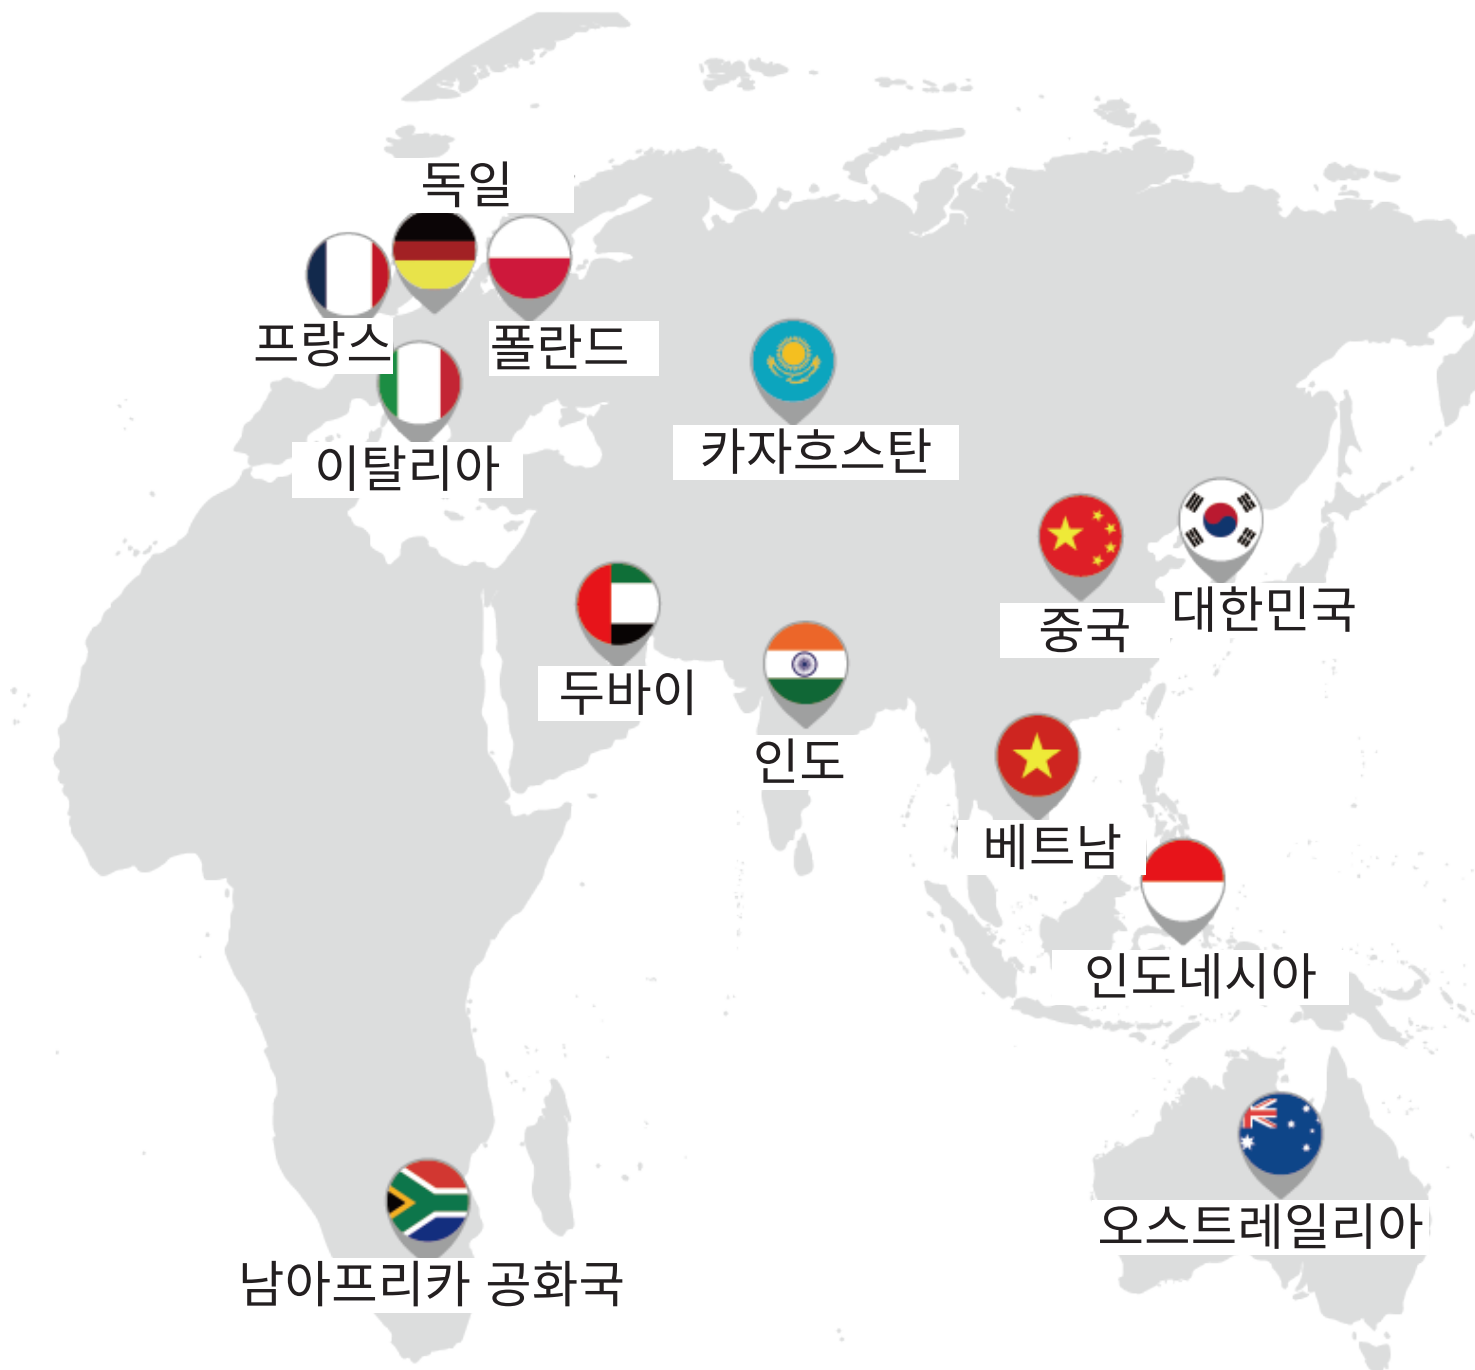 독일
프랑스
폴란드
이탈리아
카자흐스탄
중국
대한민국
두바이
인도
베트남
인도네시아
오스트레일리아
남아프리카 공화국